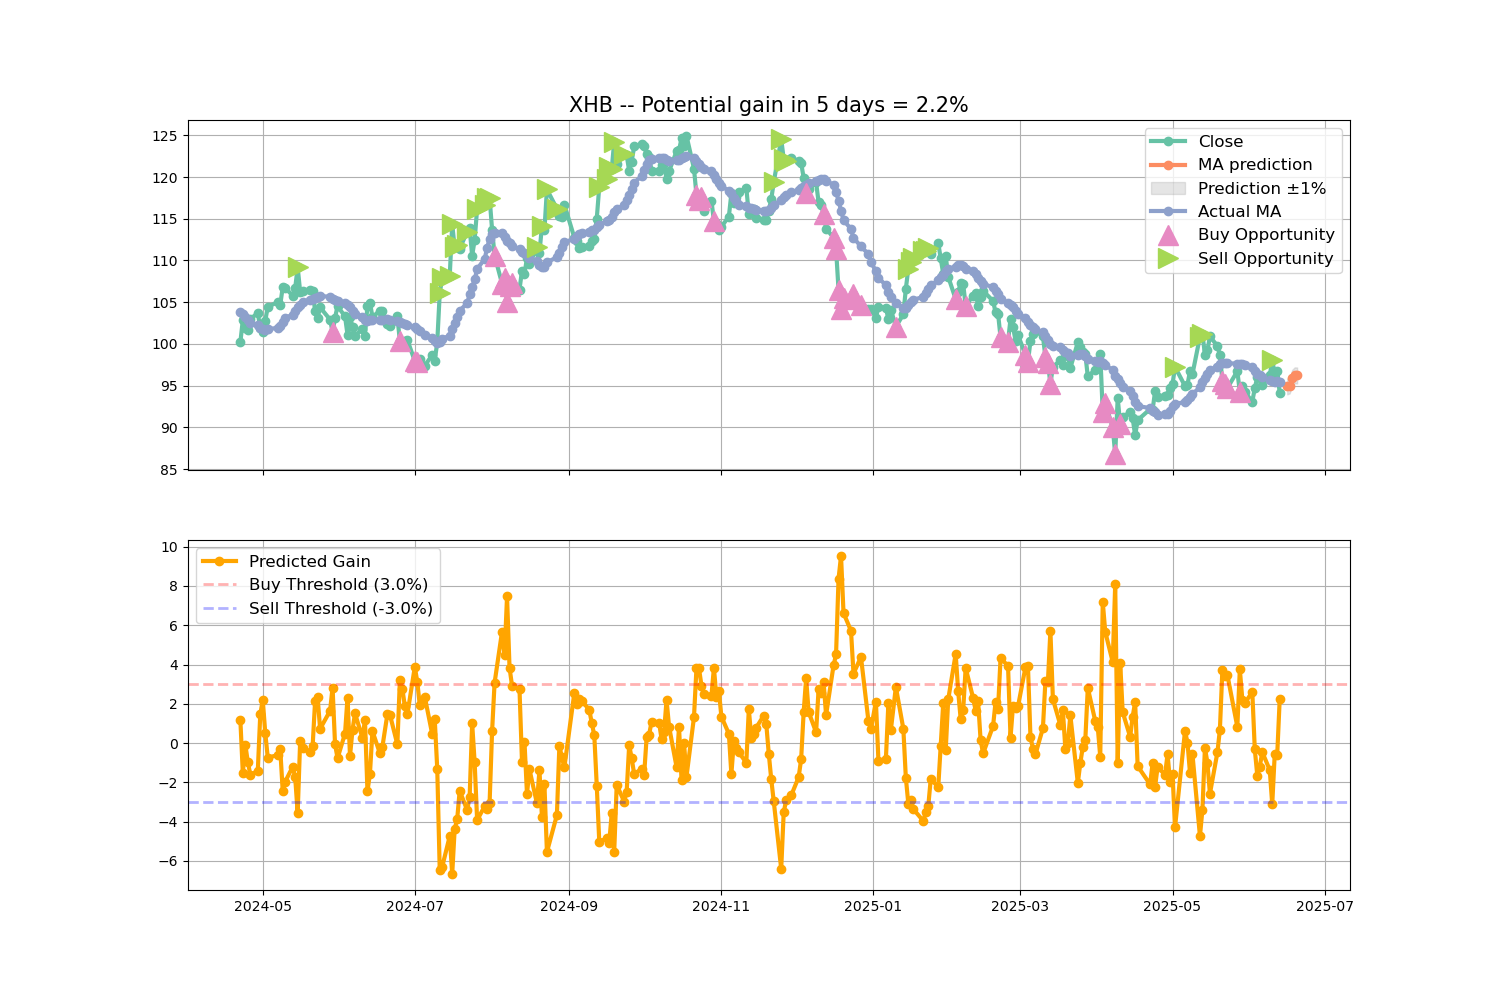 XHB -- Potential gain in 5 days = 2.2%
125
120
115
110
105
100
95
90
85
Close
MA prediction
Prediction ±1%
Actual MA
Buy Opportunity
Sell Opportunity
10
8
6
4
2
0
−2
−4
−6
Predicted Gain
Buy Threshold (3.0%)
Sell Threshold (-3.0%)
2024-05
2024-07
2024-09
2024-11
2025-01
2025-03
2025-05
2025-07